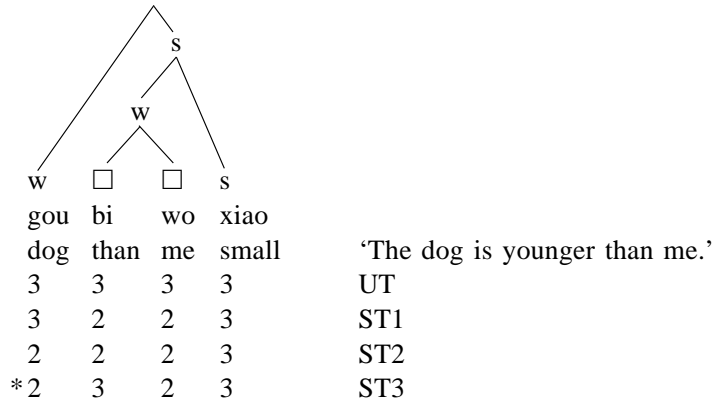 s
w
w □ □ s
gou bi wo xiao
dog than me small ‘The dog is younger than me.’
3 3 3 3 UT
3 2 2 3 ST1
2 2 2 3 ST2
*2 3 2 3 ST3